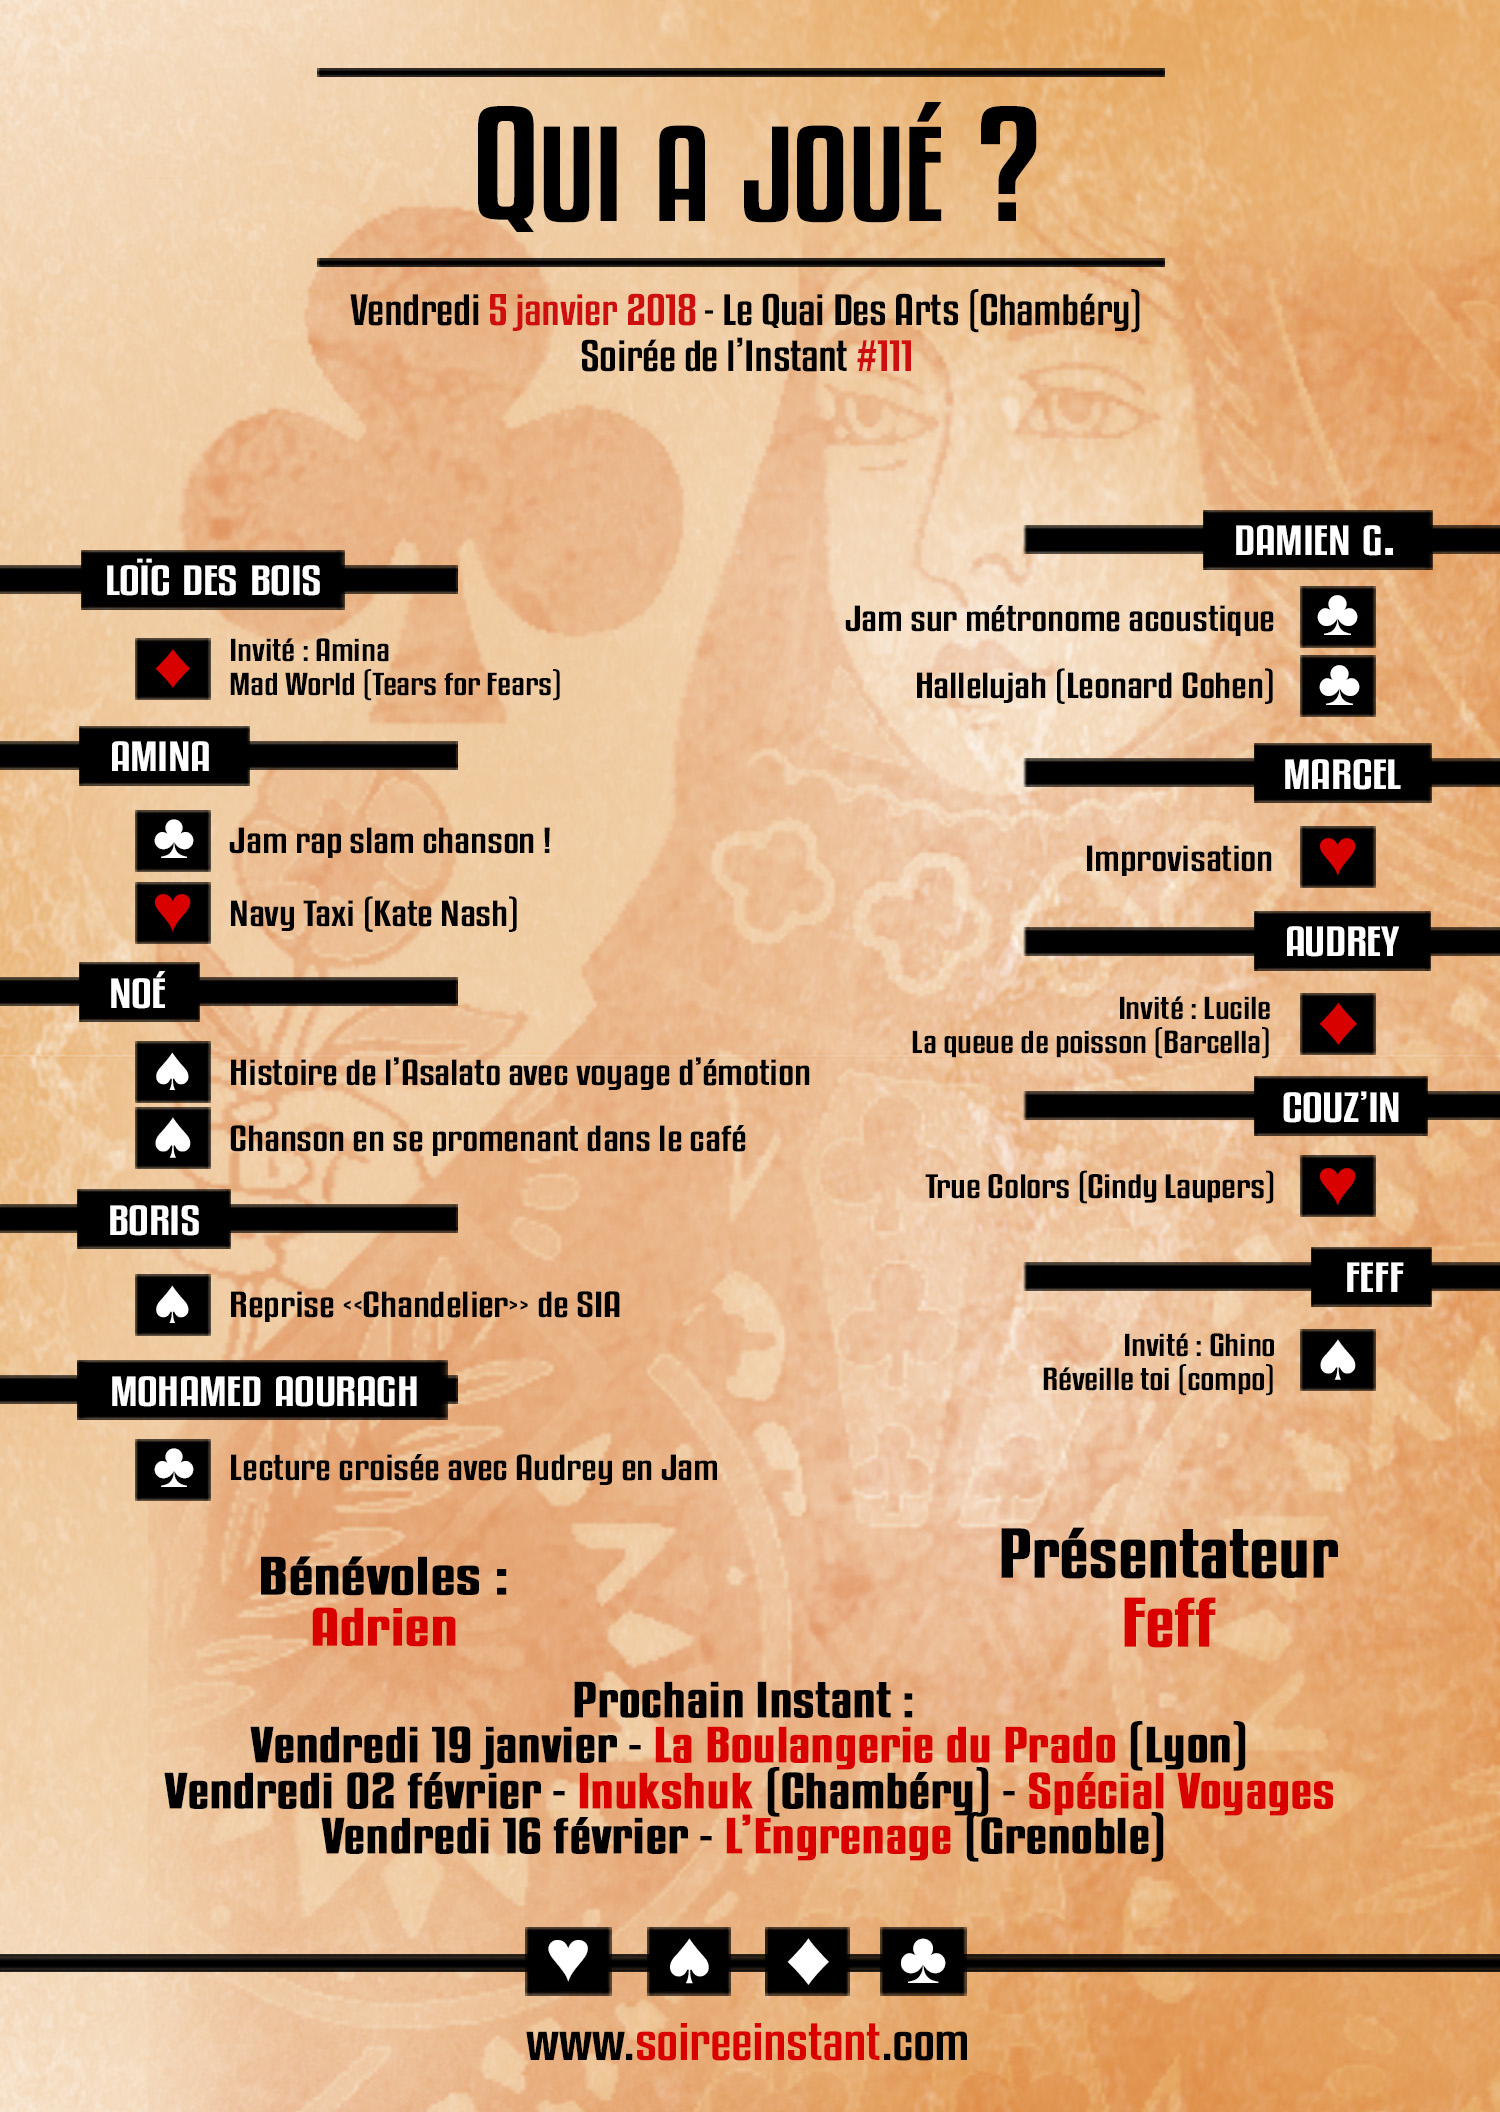 Qui a joué ?
Vendredi 5 janvier 2018 - Le Quai Des Arts (Chambéry)
Soirée de l'Instant #111
LOÏC DES BOIS
Invité : Amina
Mad World (Tears for Fears)
AMINA
Jam rap slam chanson !
Navy Taxi (Kate Nash)
NOÉ
Histoire de l'Asalato avec voyage d'émotion
Chanson en se promenant dans le café
BORIS
Reprise <<Chandelier>> de SIA
MOHAMED AOURAGH
Lecture croisée avec Audrey en Jam
DAMIEN G.
Jam sur métronome acoustique
Hallelujah (Leonard Cohen)
MARCEL
Improvisation
AUDREY
Invité : Lucile
La queue de poisson (Barcella)
COUZ'IN
True Colors (Cindy Laupers)
FEFF
Invité : Ghino
Réveille toi (compo)
Bénévoles :
Adrien
Présentateur
Feff
Prochain Instant :
Vendredi 19 janvier - La Boulangerie du Prado (Lyon)
Vendredi 02 février - Inukshuk (Chambéry) - Spécial Voyages
Vendredi 16 février - L'Engrenage (Grenoble)
www.soireeinstant.com